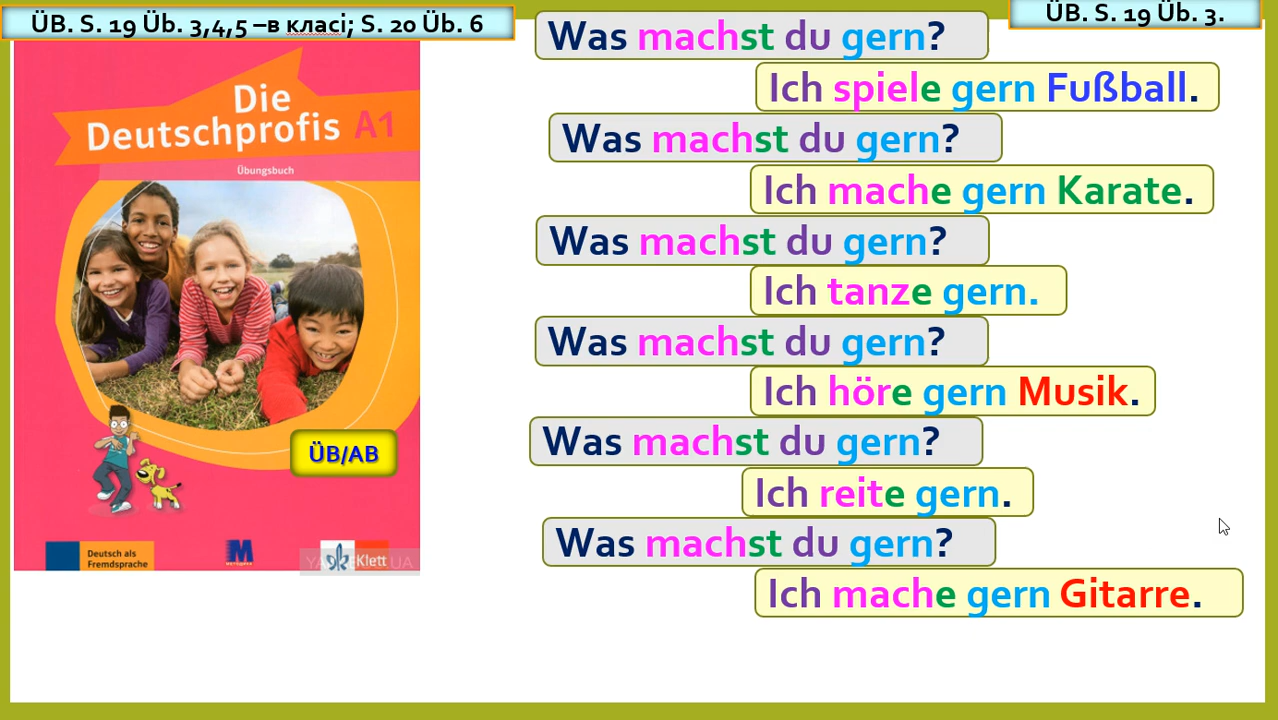 ÜB. S. 19 Üb. 3,4,5 –в класі; S. 20 Üb. 6
ÜB. S. 19 Üb. 3.
Die
Deutschprofis A1
Übungsbuch
ÜB/AB
Deutsch als
Fremdsprache
М
МЕТОДИКА
Klett
Was machst du gern?
Ich spiele gern Fußball.
Was machst du gern?
Ich mache gern Karate.
Was machst du gern?
Ich tanze gern.
Was machst du gern?
Ich höre gern Musik.
Was machst du gern?
Ich reite gern.
Was machst du gern?
Ich mache gern Gitarre.